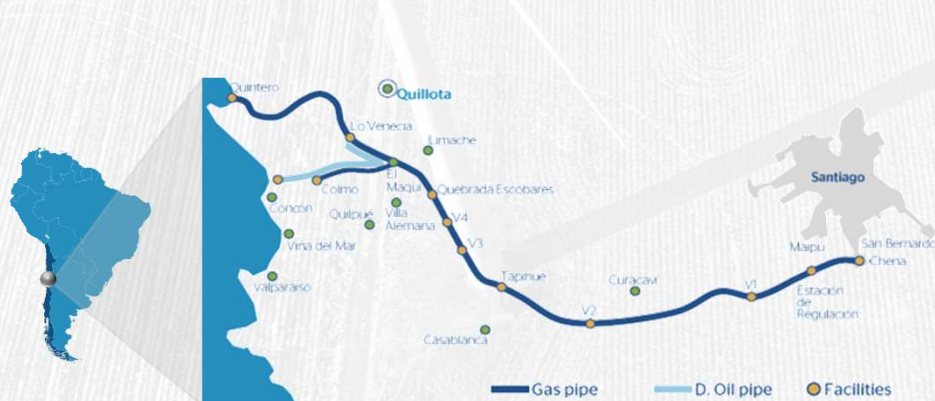 Quintero
Quillota
Lo Venecia
Limache
El
Maqui
Colmo
Quebrada Escobares
Concón
Quilpué
Villa
Alemana
V4
Viña del Mar
V3
Valparaíso
Tapihue
Casablanca
V2
Curacaví
V1
Santiago
Maipú
San Bernardo
Chena
Estación
de
Regulación
Gas pipe
D. Oil pipe
Facilities